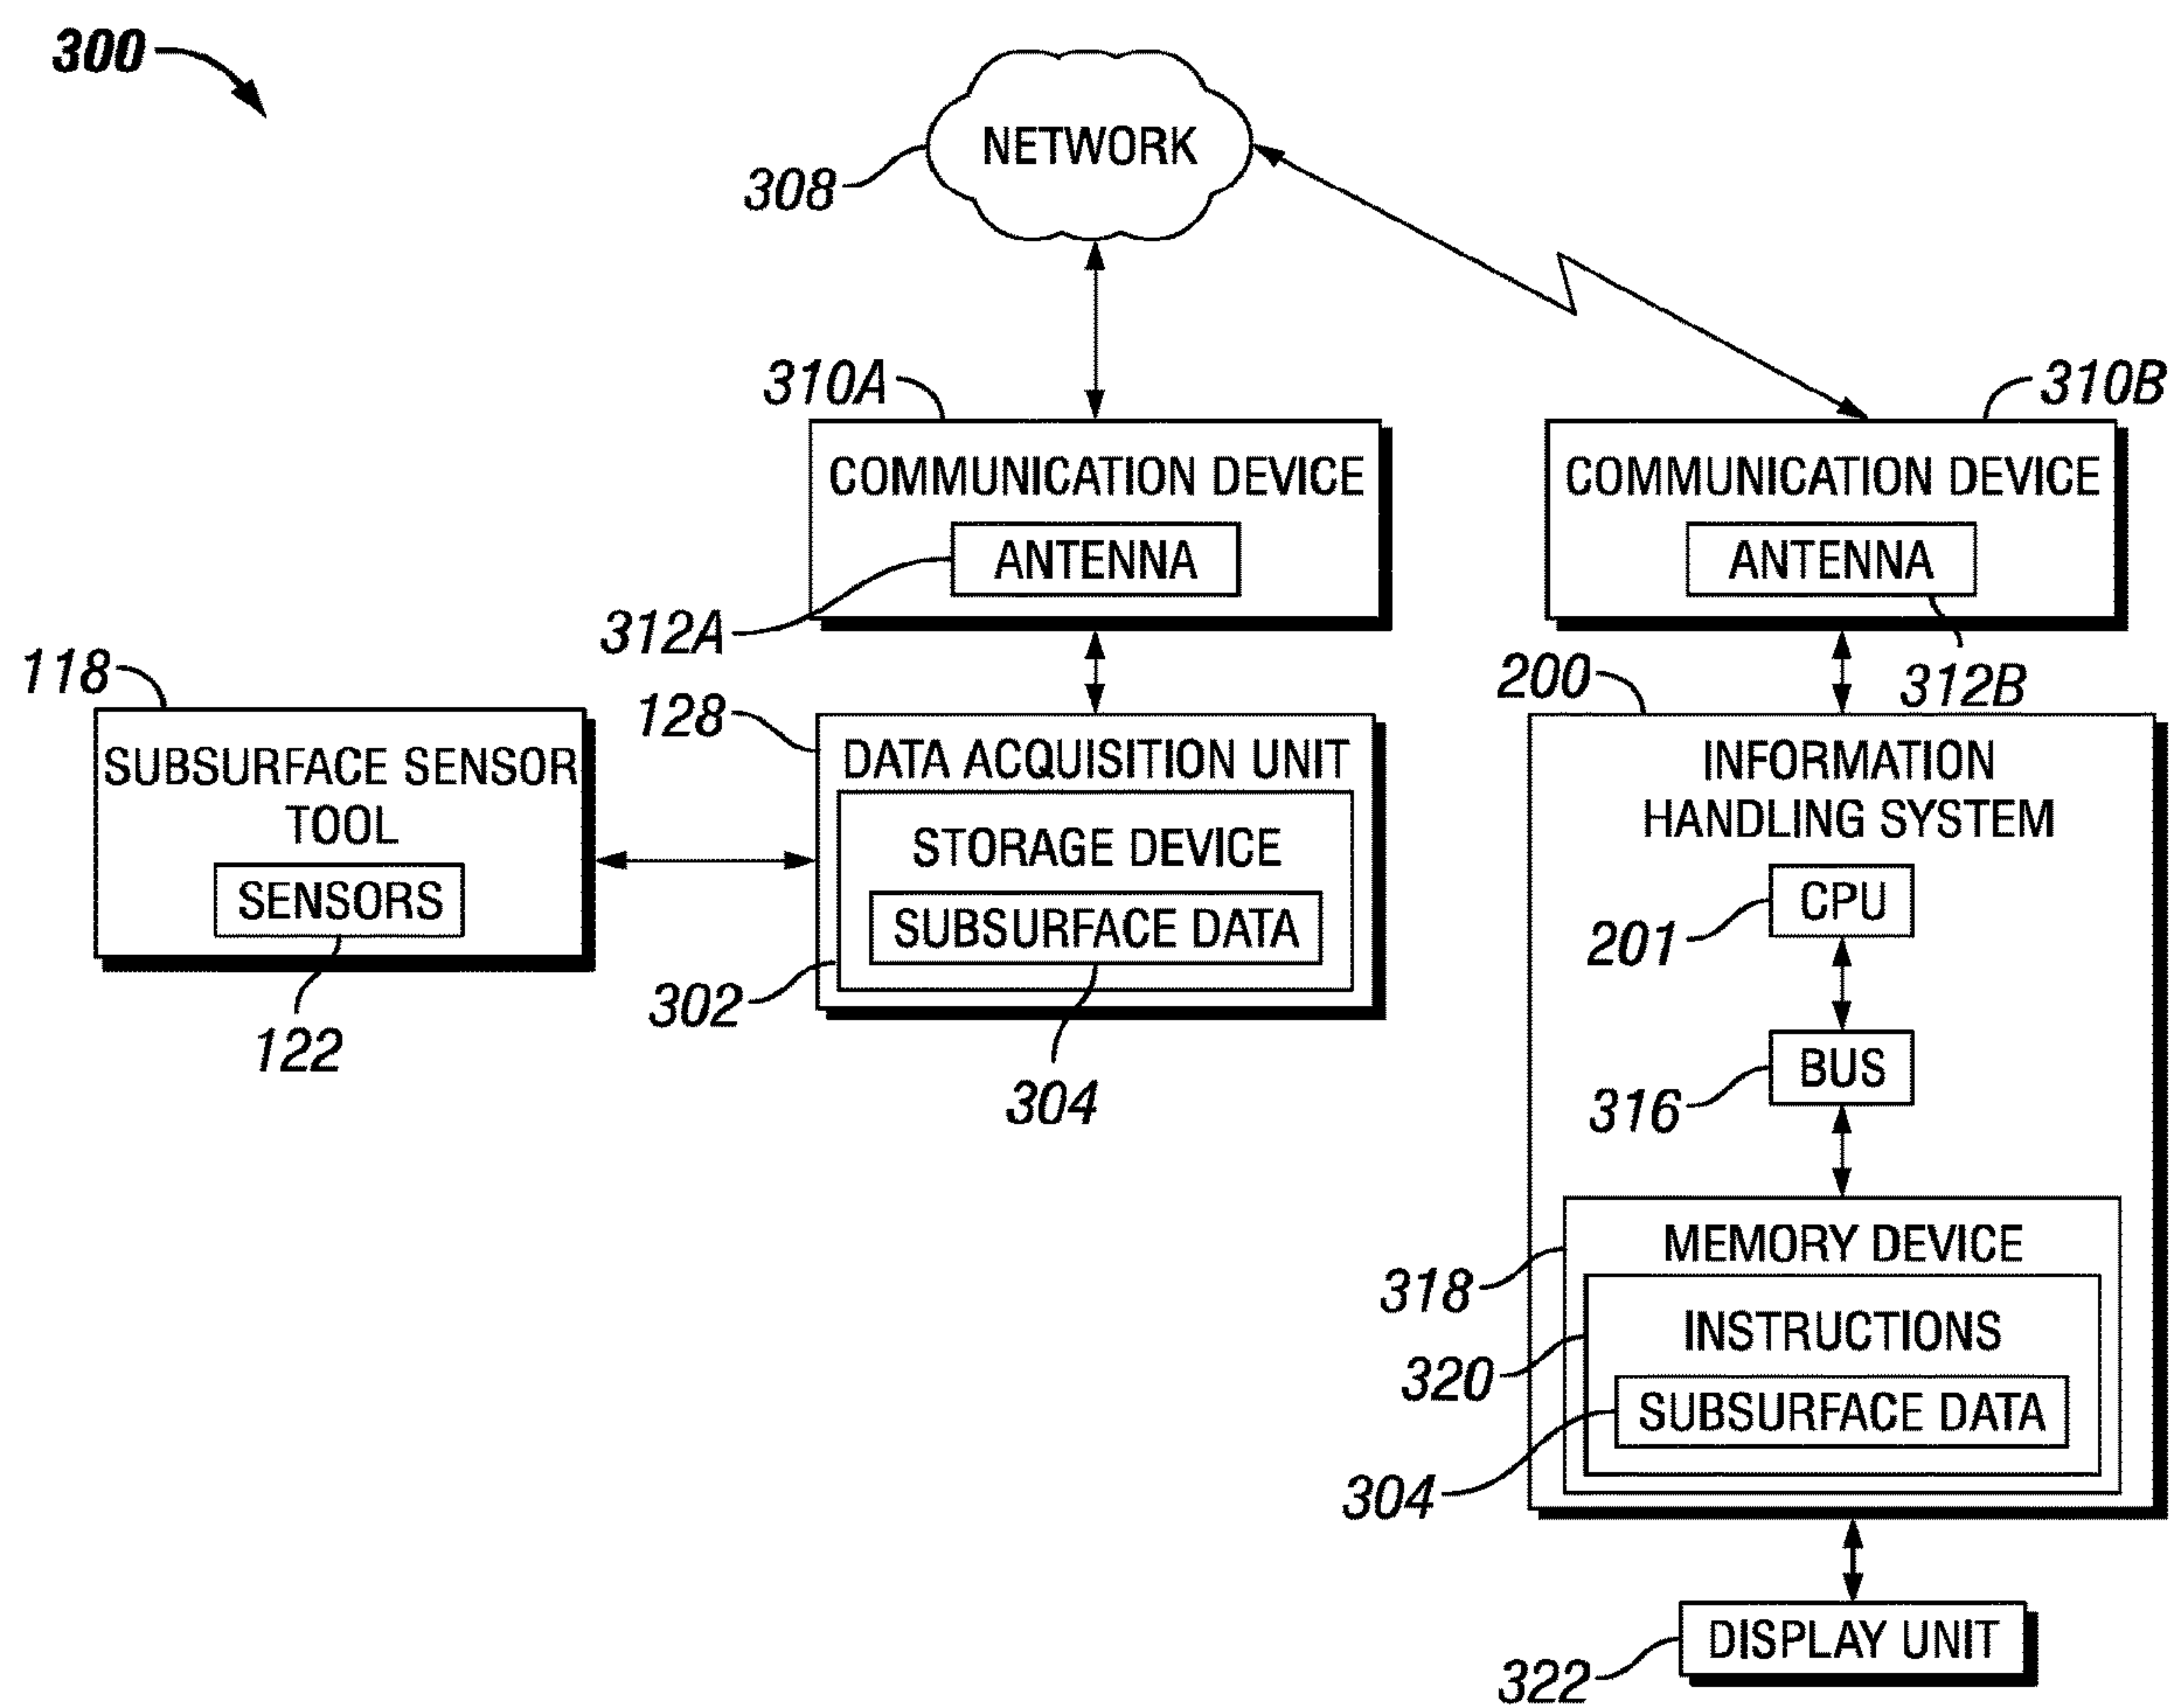 300
NETWORK
308
310A
310B
COMMUNICATION DEVICE
ANTENNA
312A
COMMUNICATION DEVICE
ANTENNA
312B
118
SUBSURFACE SENSOR
TOOL
SENSORS
122
128
DATA ACQUISITION UNIT
STORAGE DEVICE
SUBSURFACE DATA
302
304
200
INFORMATION
HANDLING SYSTEM
CPU
201
BUS
316
MEMORY DEVICE
318
INSTRUCTIONS
320
SUBSURFACE DATA
304
DISPLAY UNIT
322